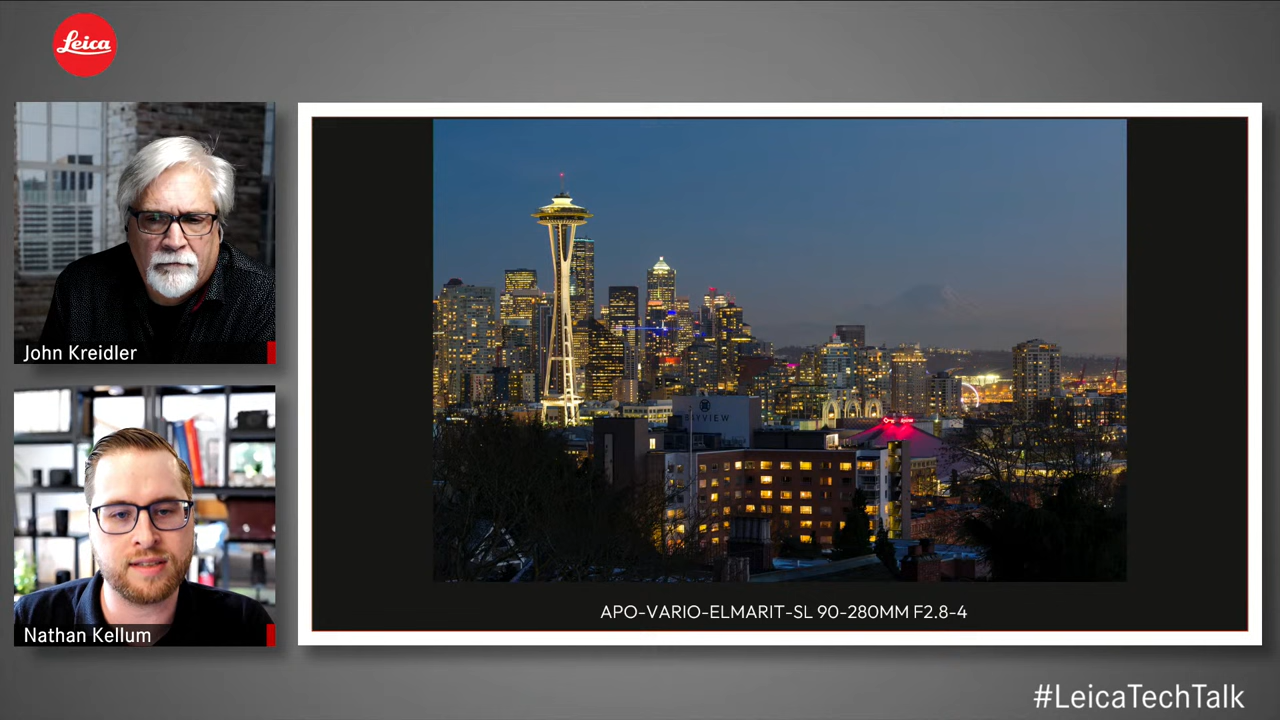 Leica
John Kreidler
Nathan Kellum
APO-VARIO-ELMARIT-SL 90-280MM F2.8-4
#LeicaTechTalk